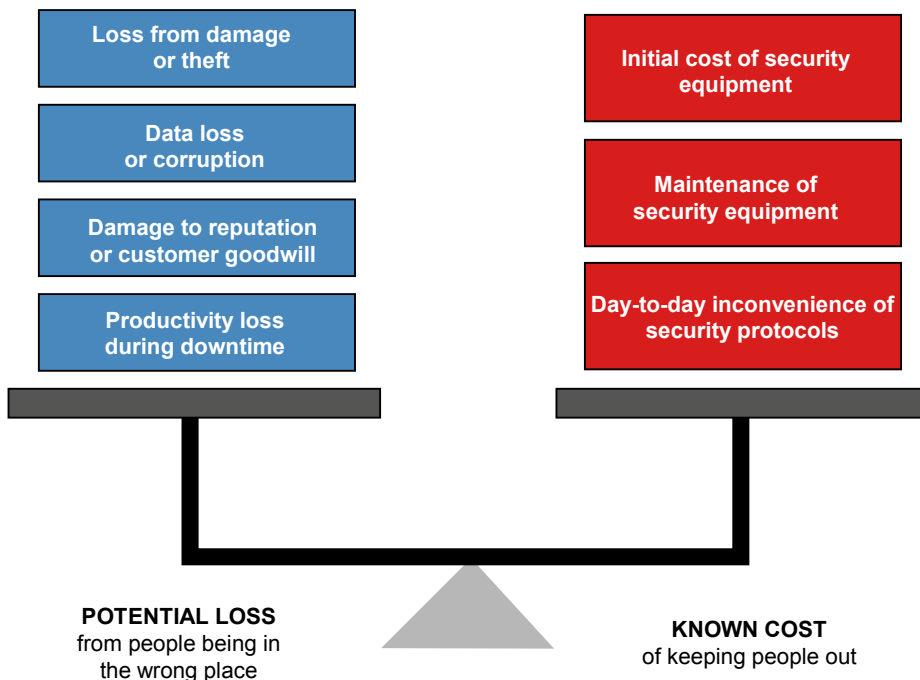 Loss from damage
or theft
Data loss
or corruption
Damage to reputation
or customer goodwill
Productivity loss
during downtime
Initial cost of security
equipment
Maintenance of
security equipment
Day-to-day inconvenience of
security protocols
POTENTIAL LOSS
from people being in
the wrong place
KNOWN COST
of keeping people out